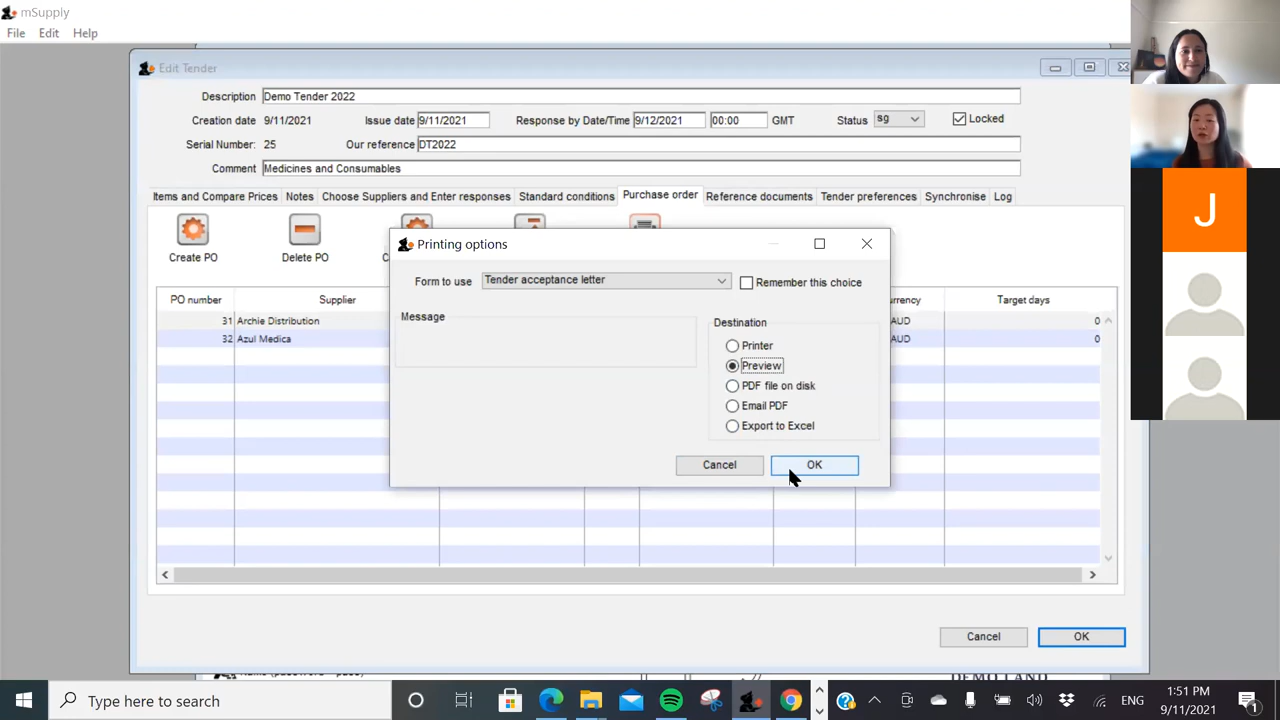 mSupply
File Edit Help
Edit Tender
Description Demo Tender 2022
Creation date 9/11/2021 Issue date 9/11/2021 Response by Date/Time 9/12/2021 00:00 GMT Status sg Locked
Serial Number: 25 Our reference DT2022
Comment Medicines and Consumables
Items and Compare Prices Notes Choose Suppliers and Enter responses Standard conditions Purchase order Reference documents Tender preferences Synchronise Log
Create PO Delete PO
Printing options
Form to use Tender acceptance letter Remember this choice
Message
Destination
Printer
Preview
PDF file on disk
Email PDF
Export to Excel
Cancel OK
PO number Supplier Target days
31 Archie Distribution AUD 0
32 Azul Medica AUD 0
Cancel OK
J
Type here to search
ENG
1:51 PM
9/11/2021
1